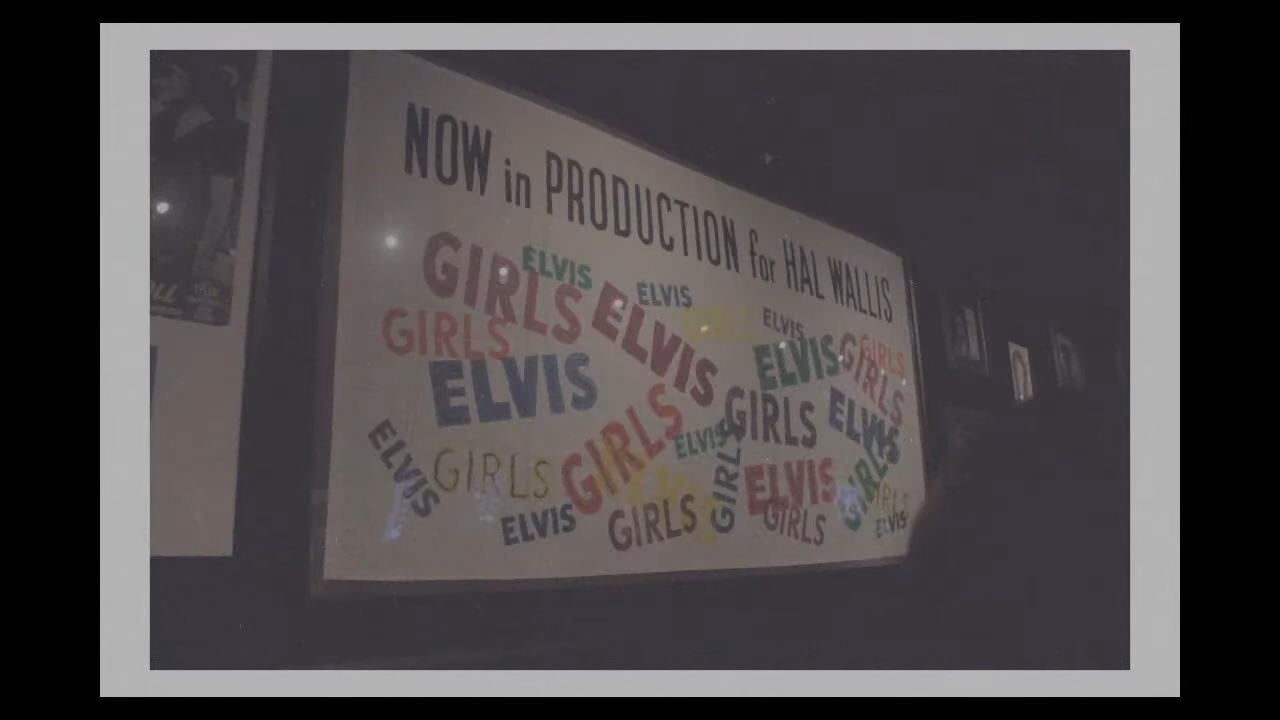 NOW in PRODUCTION for HAL WALLIS
GIRLS ELVIS ELVIS
GIRLS ELVIS GIRLS ELVIS
ELVIS ELVIS GIRLS GIRLS
GIRLS ELVIS GIRLS ELVIS
ELVIS GIRLS ELVIS GIRLS ELVIS GIRLS GIRLS
ELVIS GIRLS GIRLS ELVIS